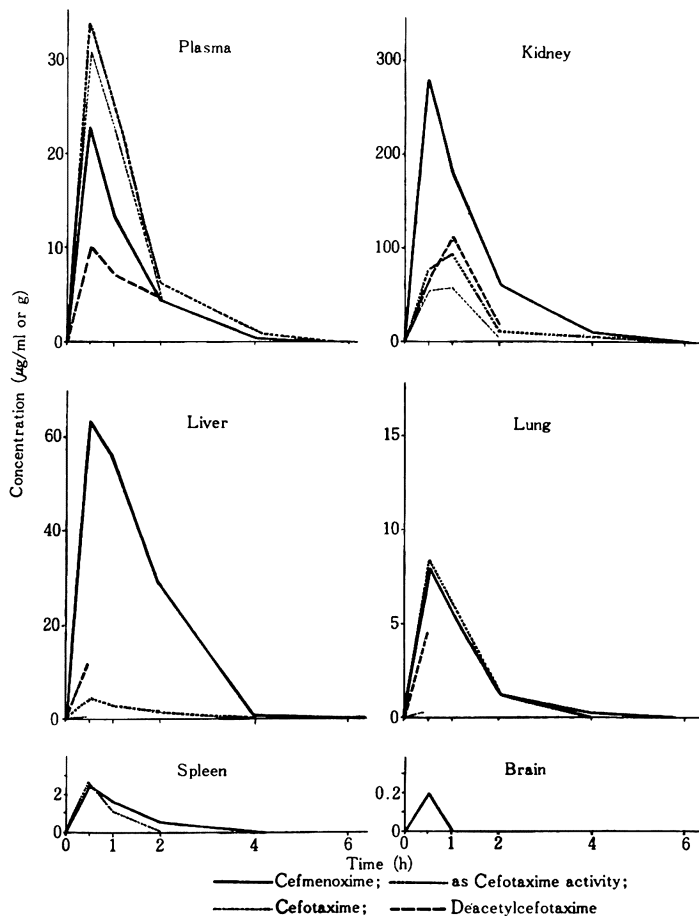 Plasma
30
20
10
0
Kidney
300
200
100
0
Concentration (μg/ml or g)
Liver
60
40
20
0
Lung
15
10
5
0
Spleen
2
0
0 1 2 4 6
Brain
0.2
0
0 1 2 4 6
Time (h)
Cefmenoxime; as Cefotaxime activity;
Cefotaxime; Deacetylcefotaxime